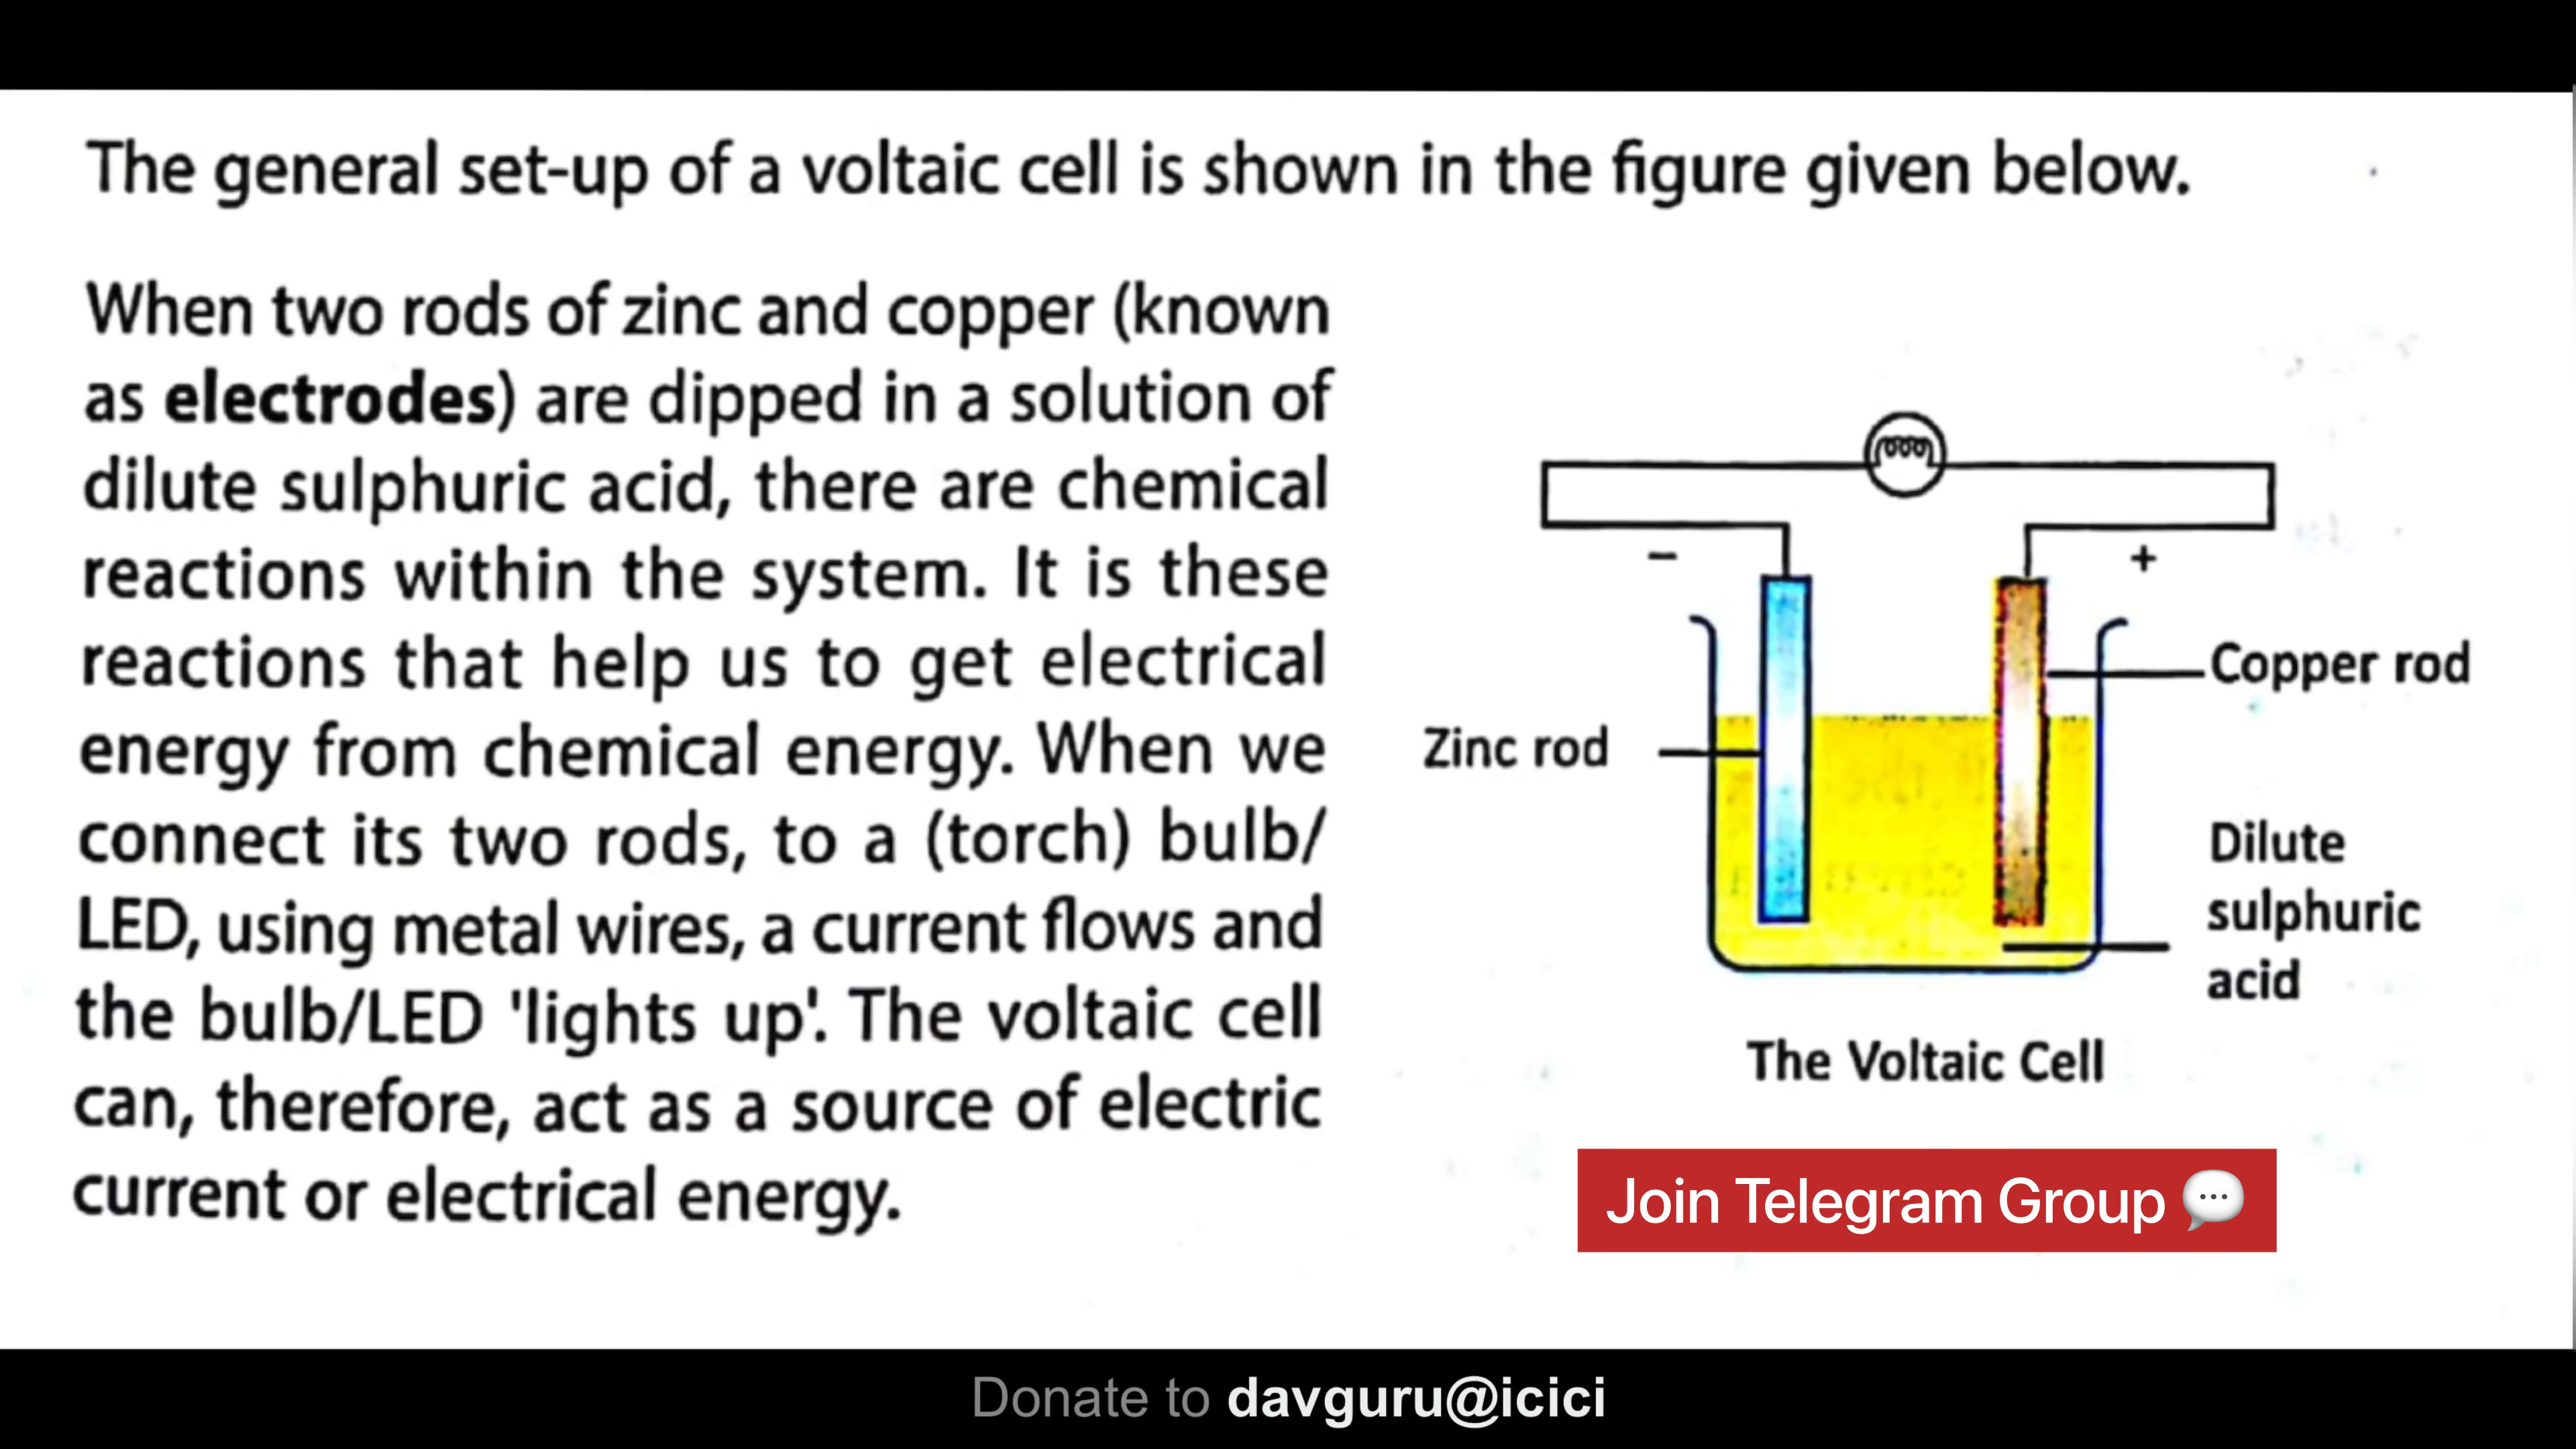 The general set-up of a voltaic cell is shown in the figure given below.
When two rods of zinc and copper (known
as electrodes) are dipped in a solution of
dilute sulphuric acid, there are chemical
reactions within the system. It is these
reactions that help us to get electrical
energy from chemical energy. When we
connect its two rods, to a (torch) bulb/
LED, using metal wires, a current flows and
the bulb/LED 'lights up'. The voltaic cell
can, therefore, act as a source of electric
current or electrical energy.
−
+
Copper rod
Zinc rod
Dilute
sulphuric
acid
The Voltaic Cell
Join Telegram Group 💬
Donate to davguru@icici